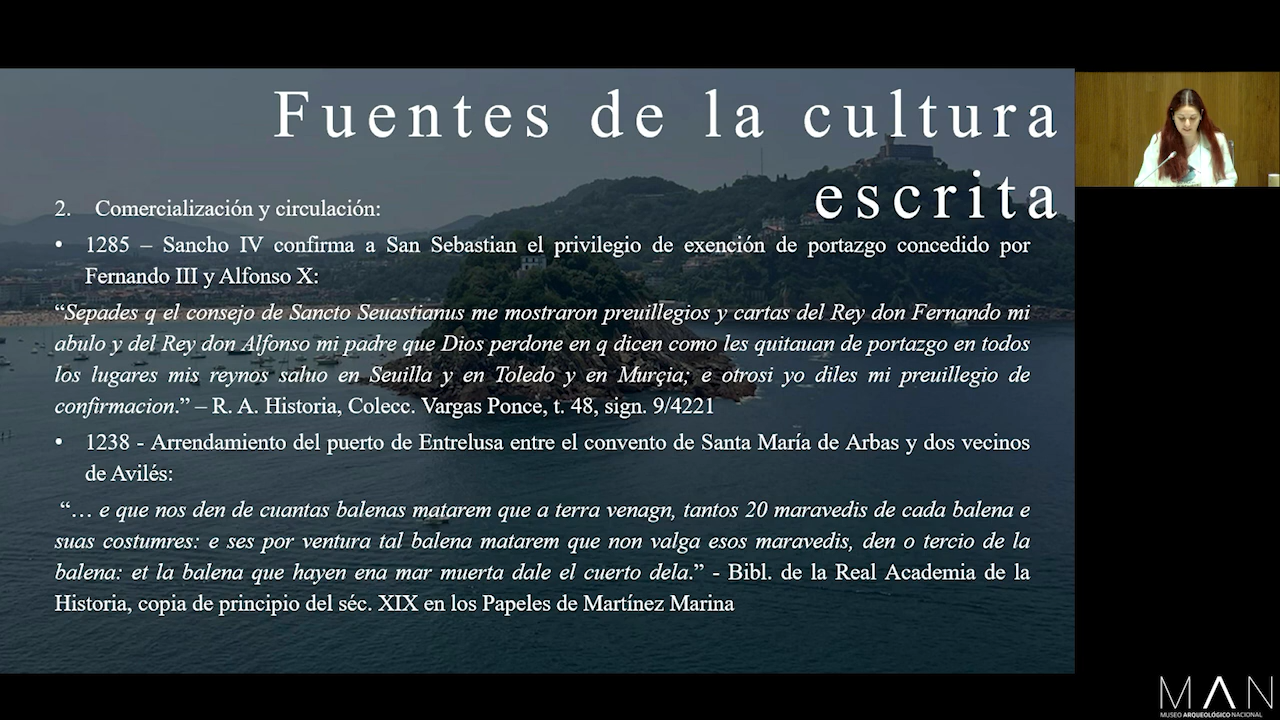 Fuentes de la cultura
escrita
2. Comercialización y circulación:
• 1285 – Sancho IV confirma a San Sebastian el privilegio de exención de portazgo concedido por
Fernando III y Alfonso X:
“Sepades q el consejo de Sancto Seuastianus me mostraron preuillegios y cartas del Rey don Fernando mi
abulo y del Rey don Alfonso mi padre que Dios perdone en q dicen como les quitauan de portazgo en todos
los lugares mis reynos saluo en Seuilla y en Toledo y en Murçia; e otrosi yo diles mi preuillegio de
confirmacion.” – R. A. Historia, Colecc. Vargas Ponce, t. 48, sign. 9/4221
• 1238 - Arrendamiento del puerto de Entrelusa entre el convento de Santa María de Arbas y dos vecinos
de Avilés:
“… e que nos den de cuantas balenas matarem que a terra venagn, tantos 20 maravedis de cada balena e
suas costumres: e ses por ventura tal balena matarem que non valga esos maravedis, den o tercio de la
balena: et la balena que hayen ena mar muerta dale el cuerto dela.” - Bibl. de la Real Academia de la
Historia, copia de principio del séc. XIX en los Papeles de Martínez Marina
MAN
MUSEO ARQUEOLÓGICO NACIONAL